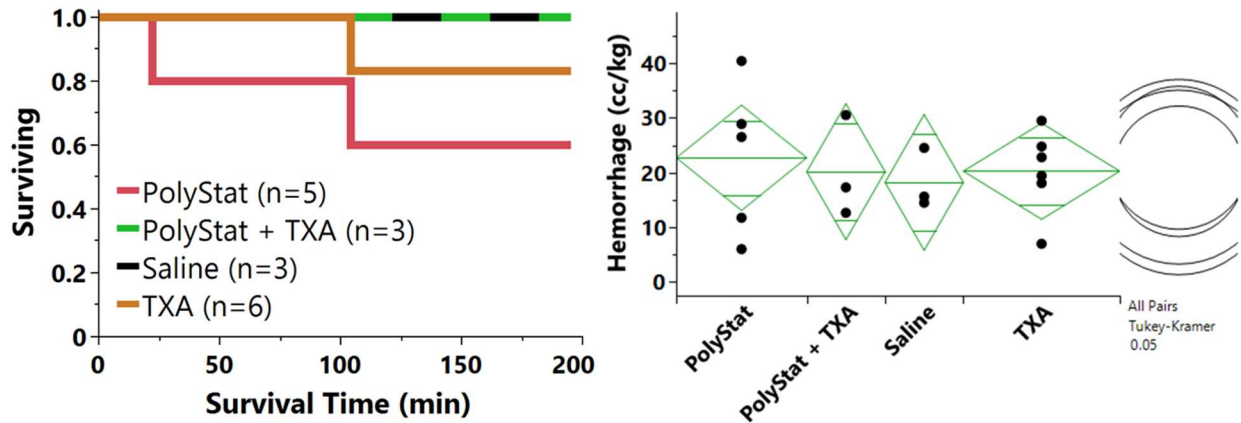 1.0
0.8
0.6
0.4
0.2
0
Surviving
PolyStat (n=5)
PolyStat + TXA (n=3)
Saline (n=3)
TXA (n=6)
0 50 100 150 200
Survival Time (min)
Hemorrhage (cc/kg)
40
30
20
10
0
PolyStat
PolyStat + TXA
Saline
TXA
All Pairs
Tukey-Kramer
0.05